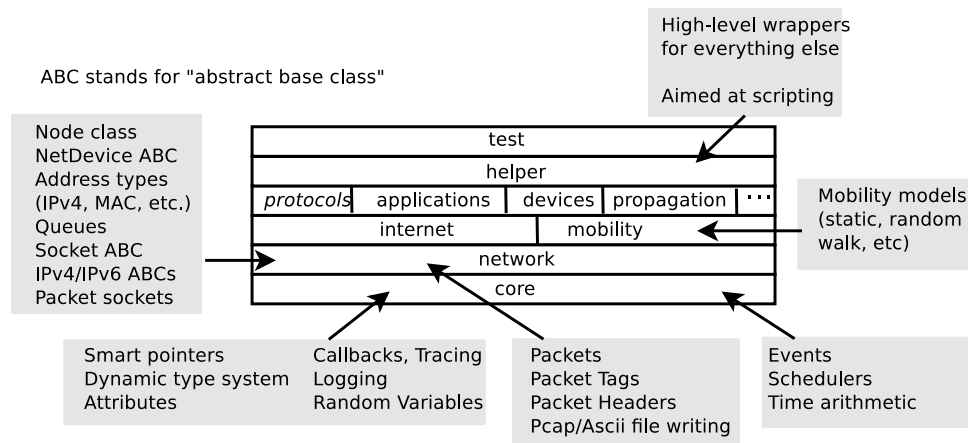 High-level wrappers
for everything else
Aimed at scripting
ABC stands for "abstract base class"
Node class
NetDevice ABC
Address types
(IPv4, MAC, etc.)
Queues
Socket ABC
IPv4/IPv6 ABCs
Packet sockets
test
helper
protocols applications devices propagation ...
internet mobility
network
core
Mobility models
(static, random
walk, etc)
Smart pointers
Dynamic type system
Attributes
Callbacks, Tracing
Logging
Random Variables
Packets
Packet Tags
Packet Headers
Pcap/Ascii file writing
Events
Schedulers
Time arithmetic